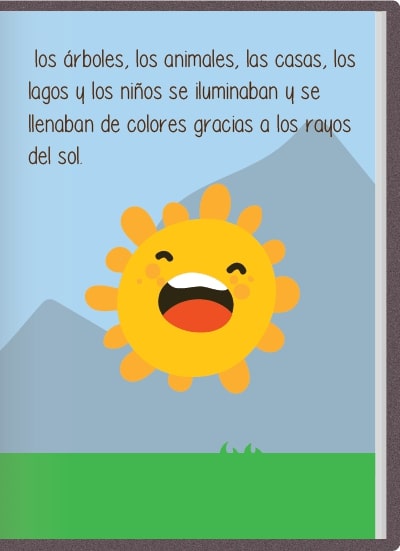 los árboles, los animales, las casas, los
lagos y los niños se iluminaban y se
llenaban de colores gracias a los rayos
del sol.